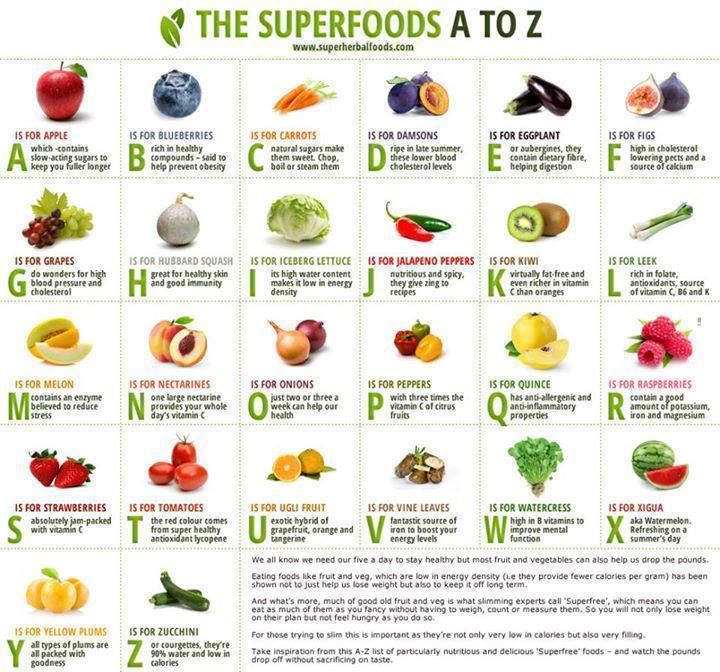 THE SUPERFOODS A TO Z
www.superherbalfoods.com
IS FOR APPLE
A
which -contains
slow-acting sugars to
keep you fuller longer
IS FOR BLUEBERRIES
B
rich in healthy
compounds – said to
help prevent obesity
IS FOR CARROTS
C
natural sugars make
them sweet. Chop,
boil or steam them
IS FOR DAMSONS
D
ripe in late summer,
these lower blood
cholesterol levels
IS FOR EGGPLANT
E
or aubergines, they
contain dietary fibre,
helping digestion
IS FOR FIGS
F
high in cholesterol
lowering pects and a
source of calcium
IS FOR GRAPES
G
do wonders for high
blood pressure and
cholesterol
IS FOR HUBBARD SQUASH
H
great for healthy skin
and good immunity
IS FOR ICEBERG LETTUCE
I
its high water content
makes it low in energy
density
IS FOR JALAPENO PEPPERS
J
nutritious and spicy,
they give zing to
recipes
IS FOR KIWI
K
virtually fat-free and
even richer in vitamin
C than oranges
IS FOR LEEK
L
rich in folate,
antioxidants, source
of vitamin C, B6 and K
IS FOR MELON
M
contains an enzyme
believed to reduce
stress
IS FOR NECTARINES
N
one large nectarine
provides your whole
day's vitamin C
IS FOR ONIONS
O
just two or three a
week can help our
health
IS FOR PEPPERS
P
with three times the
vitamin C of citrus
fruits
IS FOR QUINCE
Q
has anti-allergenic and
anti-inflammatory
properties
IS FOR RASPBERRIES
R
contain a good
amount of potassium,
iron and magnesium
IS FOR STRAWBERRIES
S
absolutely jam-packed
with vitamin C
IS FOR TOMATOES
T
the red colour comes
from super healthy
antioxidant lycopene
IS FOR UGLI FRUIT
U
exotic hybrid of
grapefruit, orange and
tangerine
IS FOR VINE LEAVES
V
fantastic source of
iron to boost your
energy levels
IS FOR WATERCRESS
W
high in B vitamins to
improve mental
function
IS FOR XIGUA
X
aka Watermelon.
Refreshing on a
summer's day
IS FOR YELLOW PLUMS
Y
all types of plums are
all packed with
goodness
IS FOR ZUCCHINI
Z
or courgettes, they're
90% water and low in
calories
We all know we need our five a day to stay healthy but most fruit and vegetables can also help us drop the pounds.
Eating foods like fruit and veg, which are low in energy density (i.e they provide fewer calories per gram) has been
shown not to just help us lose weight but also to keep it off long term.
And what's more, much of good old fruit and veg is what slimming experts call 'Superfree', which means you can
eat as much of them as you fancy without having to weigh, count or measure them. So you will not only lose weight
on their plan but not feel hungry as you do so.
For those trying to slim this is important as they're not only very low in calories but also very filling.
Take inspiration from this A-Z list of particularly nutritious and delicious 'Superfree' foods – and watch the pounds
drop off without sacrificing on taste.